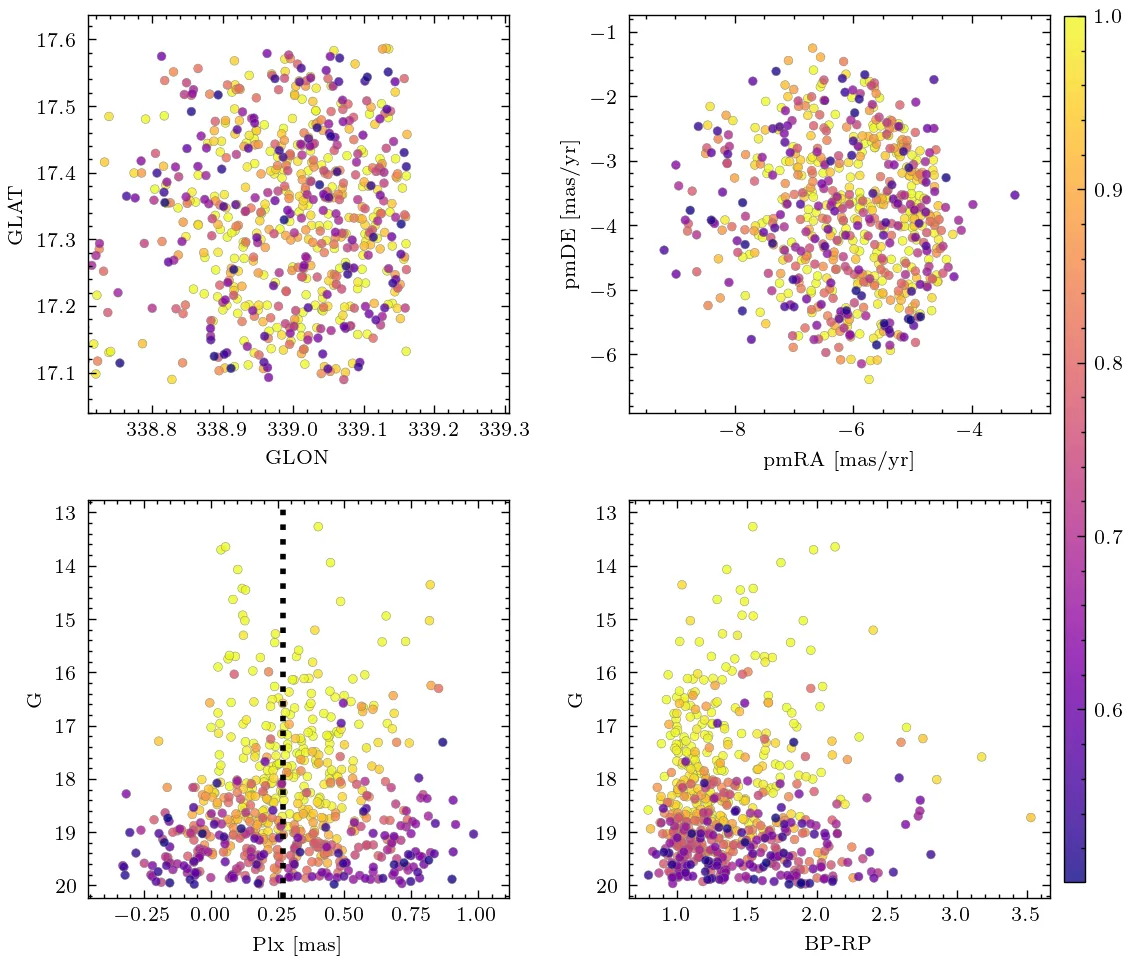 17.6
17.5
17.4
17.3
17.2
17.1
GLAT
338.8 338.9 339.0 339.1 339.2 339.3
GLON
−1
−2
−3
−4
−5
−6
pmDE [mas/yr]
−8 −6 −4
pmRA [mas/yr]
1.0
0.9
0.8
0.7
0.6
13
14
15
16
17
18
19
20
G
−0.25 0.00 0.25 0.50 0.75 1.00
Plx [mas]
13
14
15
16
17
18
19
20
G
1.0 1.5 2.0 2.5 3.0 3.5
BP-RP